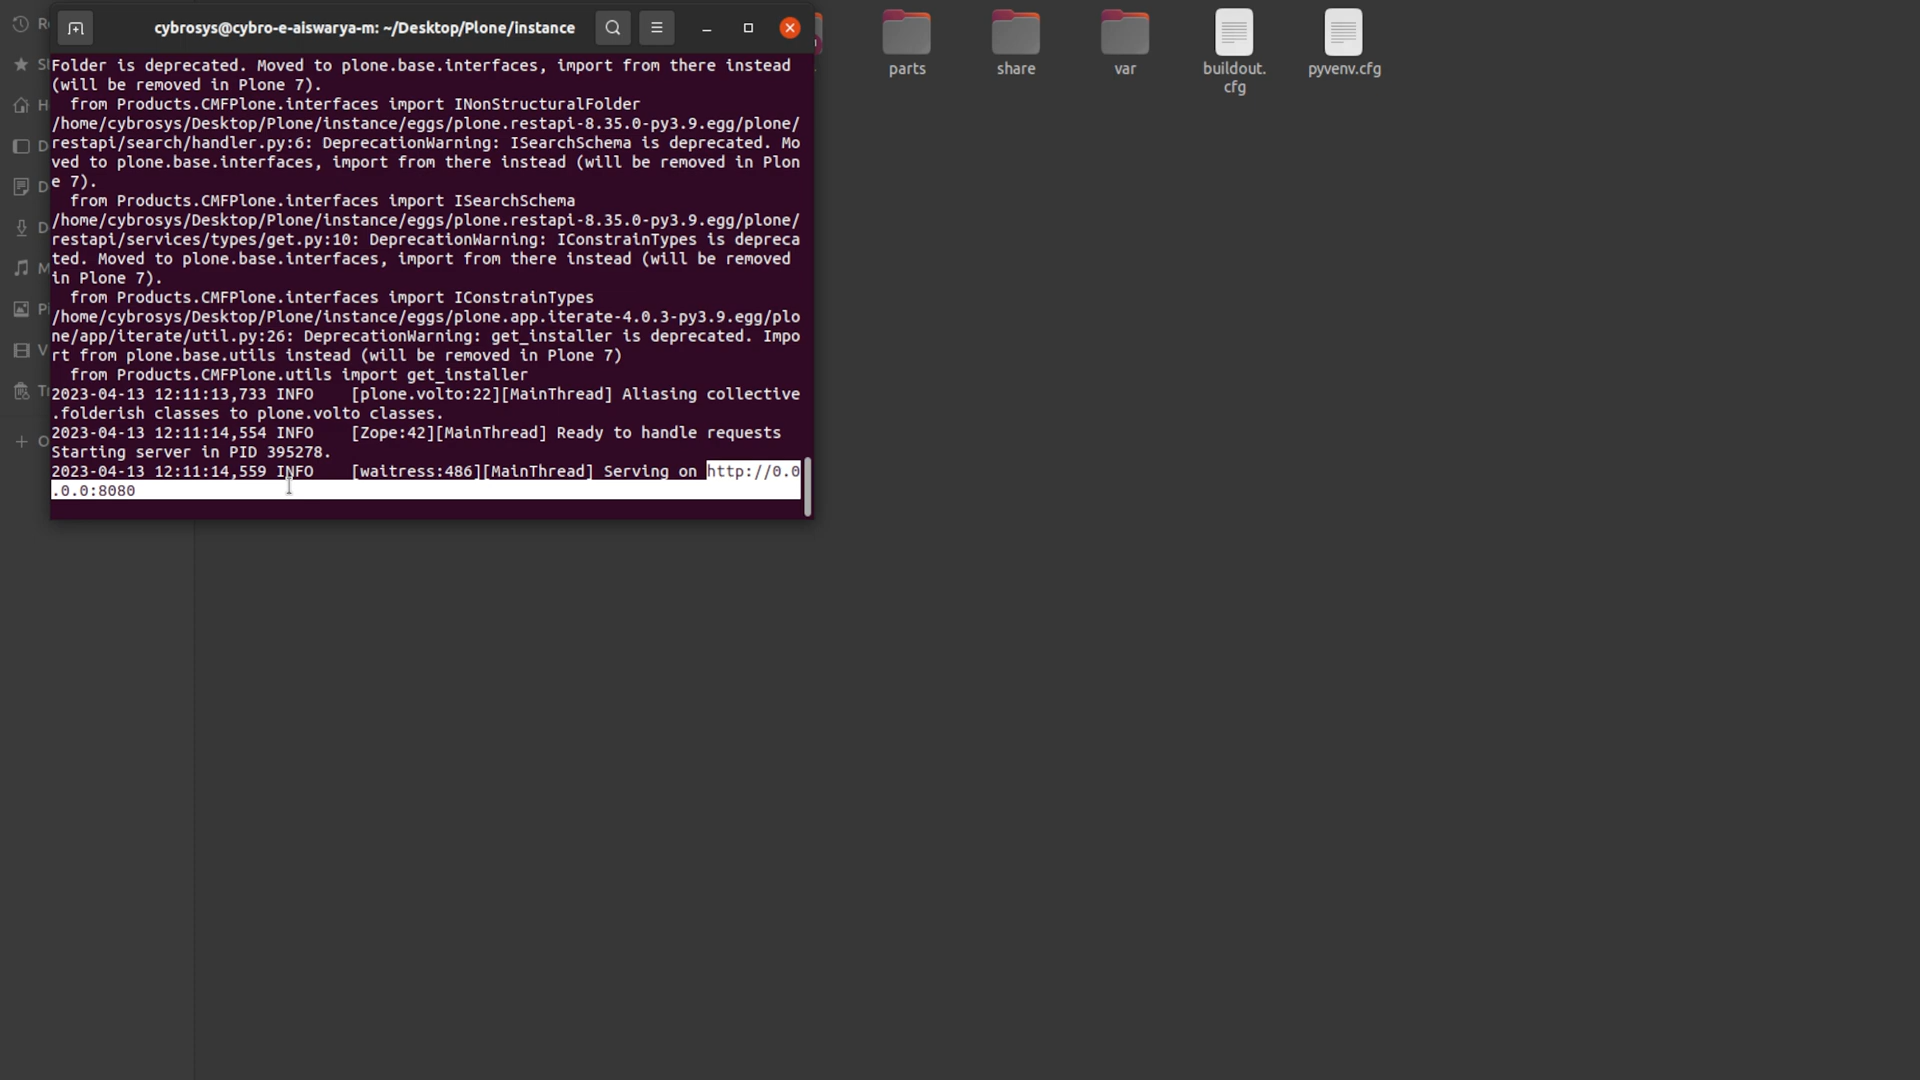 cybrosys@cybro-e-aiswarya-m: ~/Desktop/Plone/instance
Folder is deprecated. Moved to plone.base.interfaces, import from there instead
(will be removed in Plone 7).
  from Products.CMFPlone.interfaces import INonStructuralFolder
/home/cybrosys/Desktop/Plone/instance/eggs/plone.restapi-8.35.0-py3.9.egg/plone/
restapi/search/handler.py:6: DeprecationWarning: ISearchSchema is deprecated. Mo
ved to plone.base.interfaces, import from there instead (will be removed in Plon
e 7).
  from Products.CMFPlone.interfaces import ISearchSchema
/home/cybrosys/Desktop/Plone/instance/eggs/plone.restapi-8.35.0-py3.9.egg/plone/
restapi/services/types/get.py:10: DeprecationWarning: IConstrainTypes is depreca
ted. Moved to plone.base.interfaces, import from there instead (will be removed
in Plone 7).
  from Products.CMFPlone.interfaces import IConstrainTypes
/home/cybrosys/Desktop/Plone/instance/eggs/plone.app.iterate-4.0.3-py3.9.egg/plo
ne/app/iterate/util.py:26: DeprecationWarning: get_installer is deprecated. Impo
rt from plone.base.utils instead (will be removed in Plone 7)
  from Products.CMFPlone.utils import get_installer
2023-04-13 12:11:13,733 INFO    [plone.volto:22][MainThread] Aliasing collective
.folderish classes to plone.volto classes.
2023-04-13 12:11:14,554 INFO    [Zope:42][MainThread] Ready to handle requests
Starting server in PID 395278.
2023-04-13 12:11:14,559 INFO    [waitress:486][MainThread] Serving on http://0.0
.0.0:8080
parts
share
var
buildout.
cfg
pyvenv.cfg